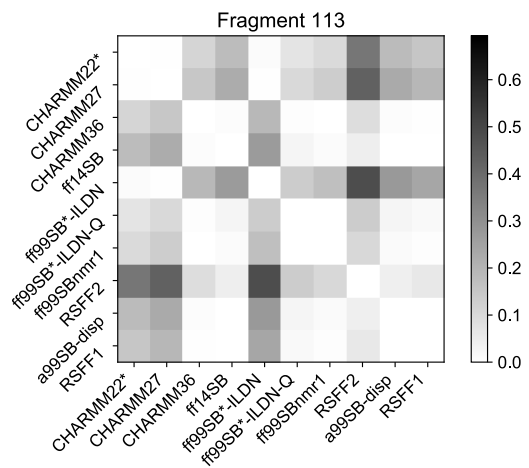 Fragment 113
CHARMM22*
CHARMM27
CHARMM36
ff14SB
ff99SB*-ILDN
ff99SB*-ILDN-Q
ff99SBnmr1
RSFF2
a99SB-disp
RSFF1
CHARMM22*
CHARMM27
CHARMM36
ff14SB
ff99SB*-ILDN
ff99SB*-ILDN-Q
ff99SBnmr1
RSFF2
a99SB-disp
RSFF1
0.6
0.5
0.4
0.3
0.2
0.1
0.0